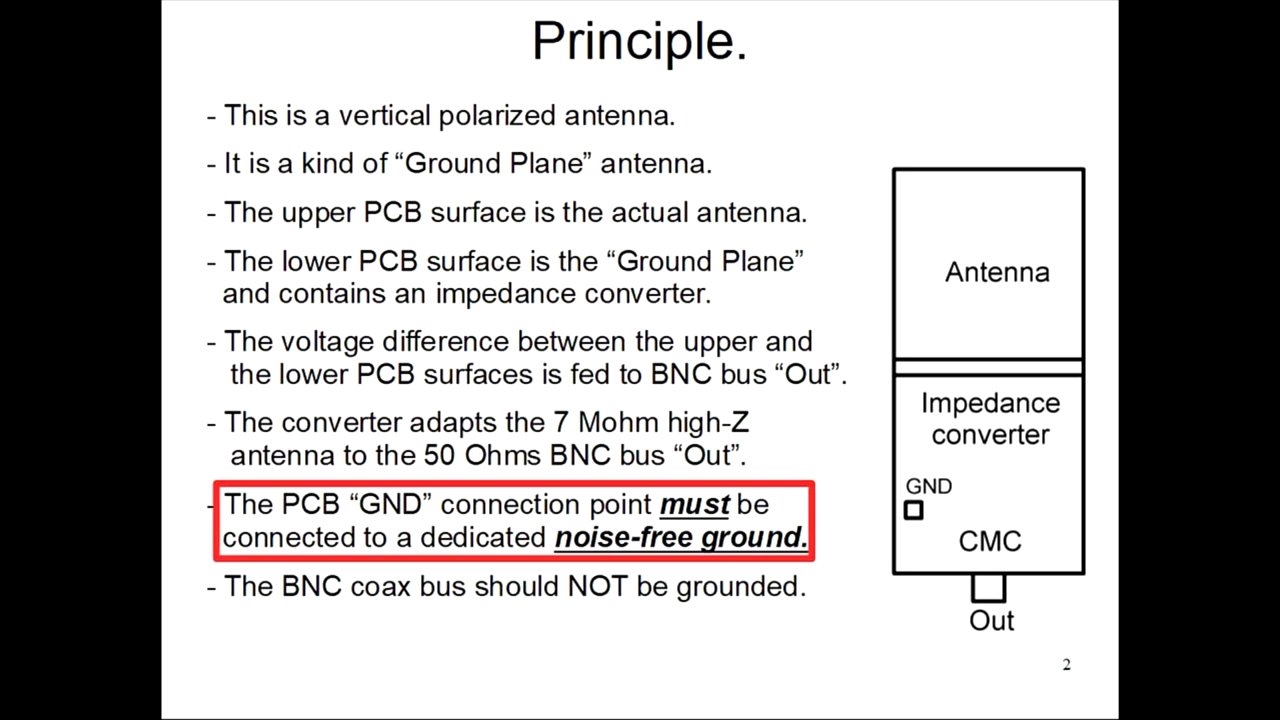 Principle.
- This is a vertical polarized antenna.
- It is a kind of “Ground Plane” antenna.
- The upper PCB surface is the actual antenna.
- The lower PCB surface is the “Ground Plane”
and contains an impedance converter.
- The voltage difference between the upper and
the lower PCB surfaces is fed to BNC bus “Out”.
- The converter adapts the 7 Mohm high-Z
antenna to the 50 Ohms BNC bus “Out”.
- The PCB “GND” connection point must be
connected to a dedicated noise-free ground.
- The BNC coax bus should NOT be grounded.
Antenna
Impedance
converter
GND
CMC
Out
2